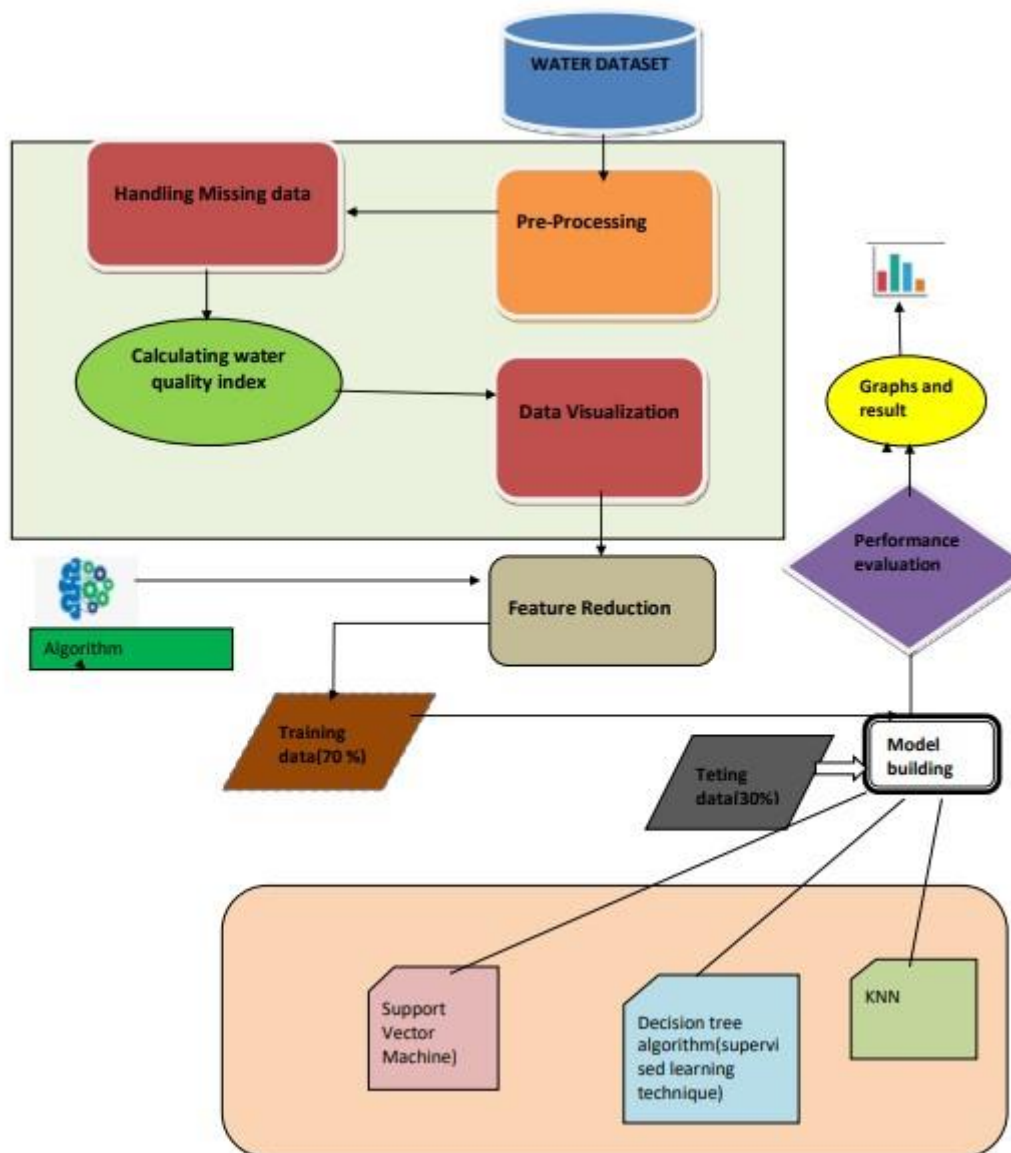 WATER DATASET
Handling Missing data
Pre-Processing
Calculating water
quality index
Data Visualization
Graphs and
result
Performance
evaluation
Feature Reduction
Algorithm
Training
data(70 %)
Teting
data(30%)
Model
building
Support
Vector
Machine)
Decision tree
algorithm(supervi
sed learning
technique)
KNN